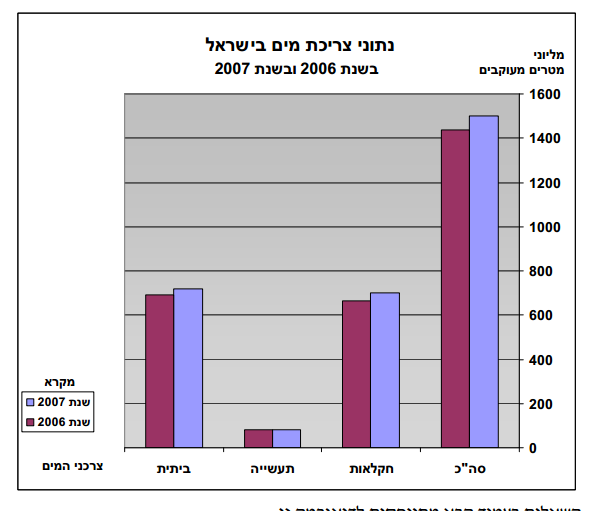 נתוני צריכת מים בישראל
בשנת 2006 ובשנת 2007
מליוני
מטרים מעוקבים
1600
1400
1200
1000
800
600
400
200
0
סה"כ
חקלאות
תעשייה
ביתית
צרכני המים
מקרא
שנת 2007
שנת 2006